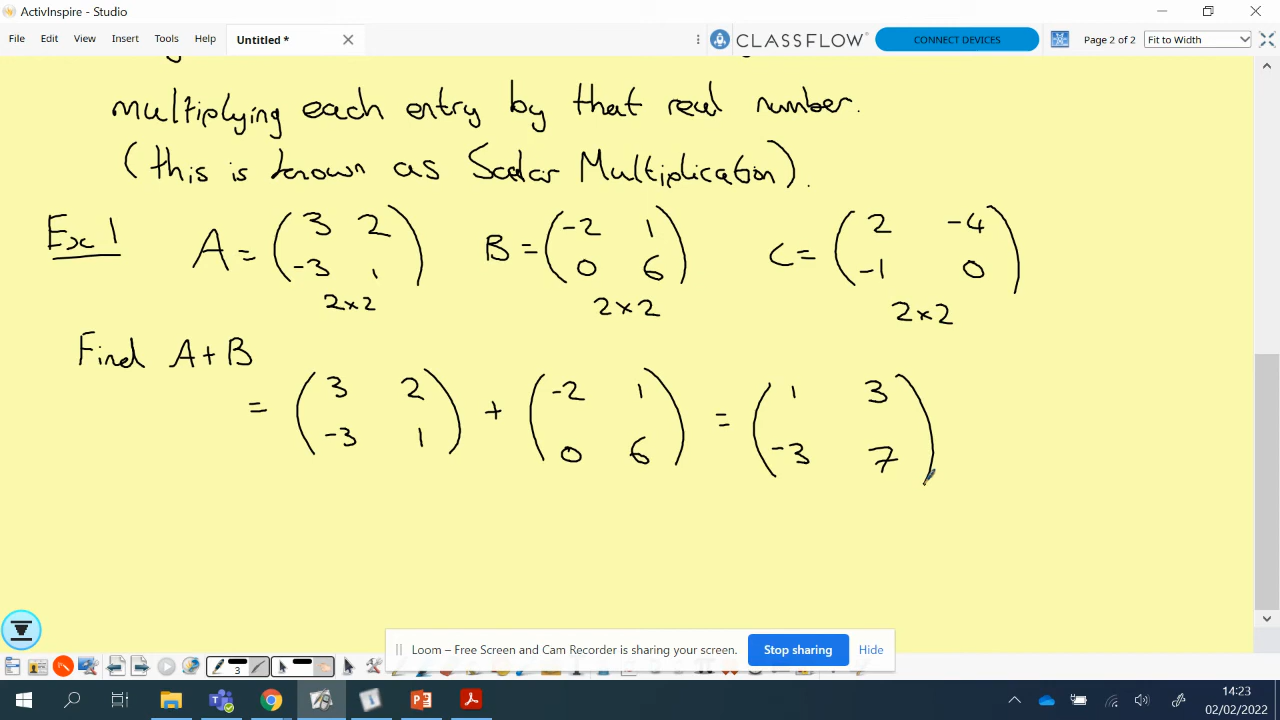 ActivInspire - Studio
File Edit View Insert Tools Help Untitled * CLASSFLOW CONNECT DEVICES Page 2 of 2 Fit to Width
multiplying each entry by that real number.
(this is known as Scalar Multiplication).
Ex 1 A = (3 2 B = (-2 1 C = (2 -4
-3 1) 0 6) -1 0)
2x2 2x2 2x2
Find A+B
= (3 2 + (-2 1 = (1 3
-3 1) 0 6) -3 7)
Loom – Free Screen and Cam Recorder is sharing your screen. Stop sharing Hide
3
14:23
02/02/2022